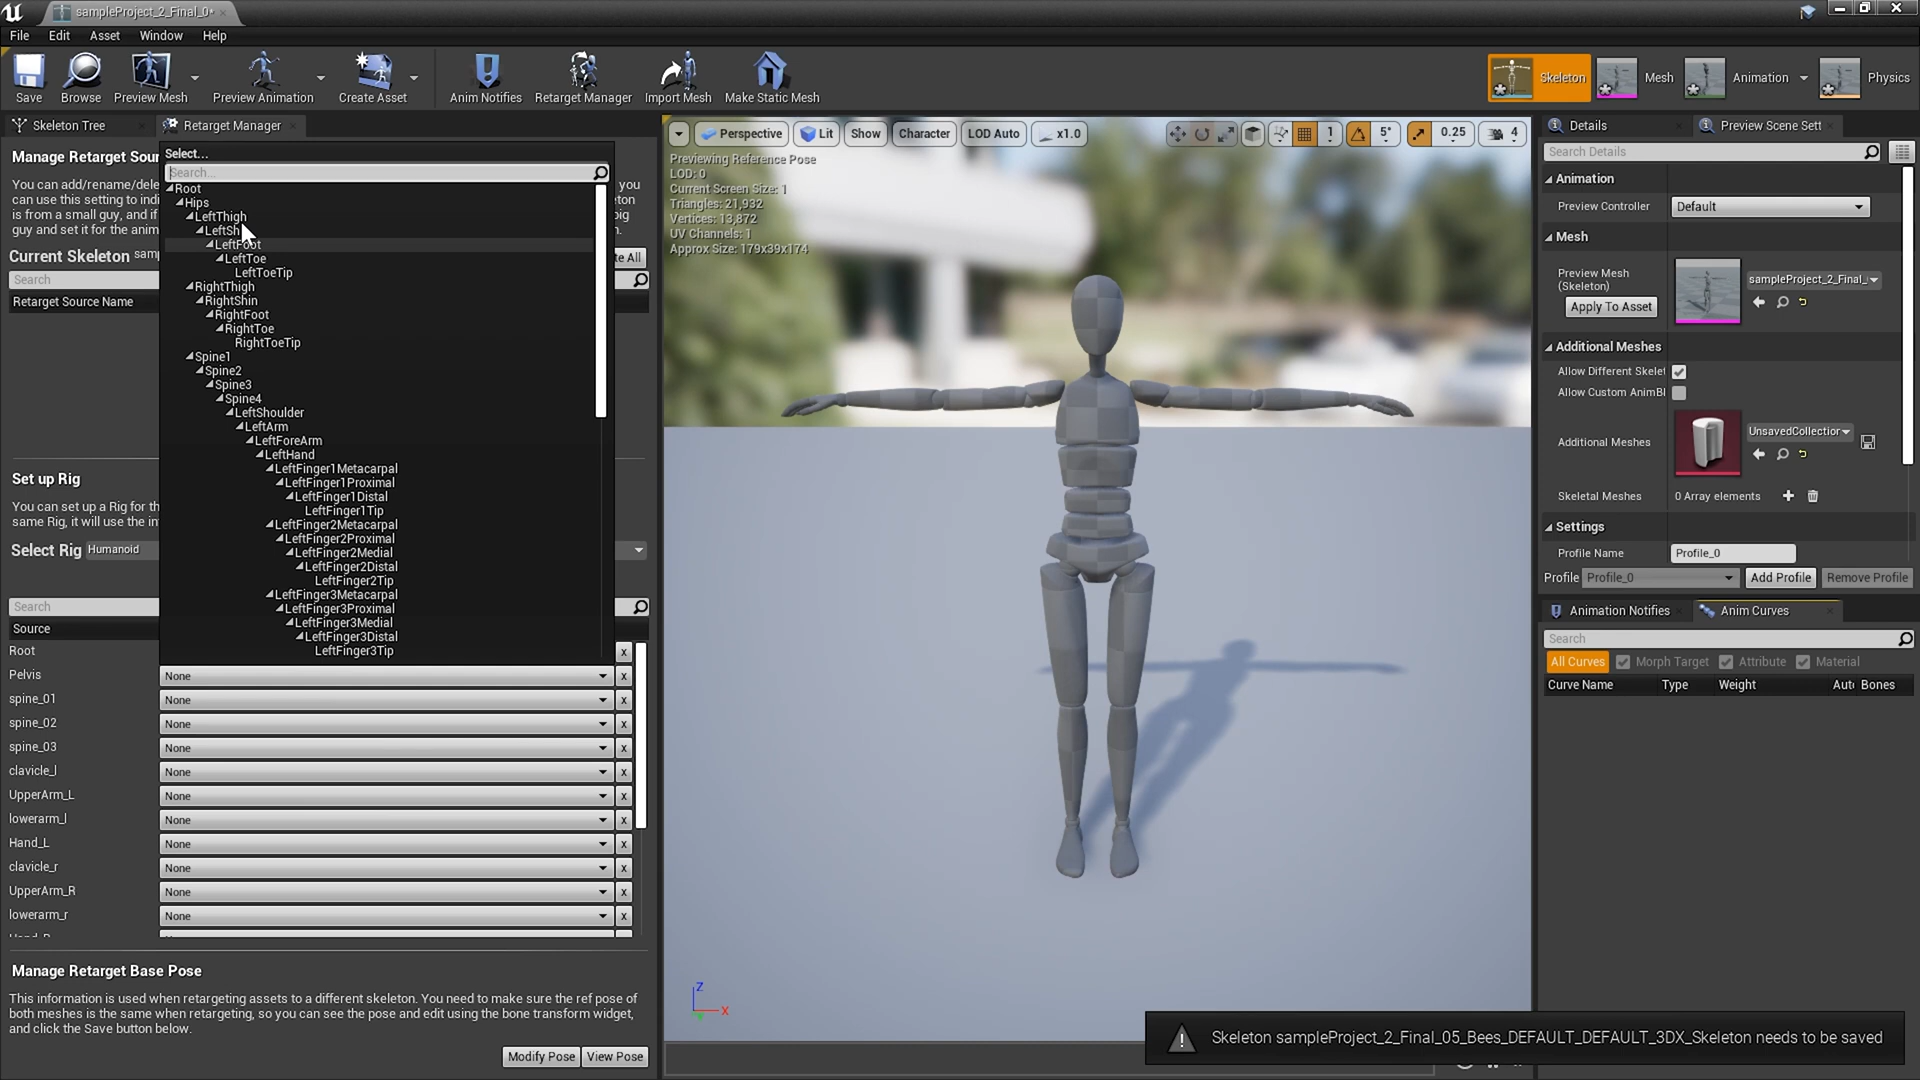 sampleProject_2_Final_0*
File Edit Asset Window Help
Save Browse Preview Mesh Preview Animation Create Asset Anim Notifies Retarget Manager Import Mesh Make Static Mesh
Skeleton Mesh Animation Physics
Skeleton Tree Retarget Manager
Manage Retarget Sour
You can add/rename/dele you
can use this setting to indi eton
is from a small guy, and if big
guy and set it for the anim n.
Current Skeleton sam te All
Search
Retarget Source Name
Select...
Search...
Root
Hips
LeftThigh
LeftSh
LeftFoot
LeftToe
LeftToeTip
RightThigh
RightShin
RightFoot
RightToe
RightToeTip
Spine1
Spine2
Spine3
Spine4
LeftShoulder
LeftArm
LeftForeArm
LeftHand
LeftFinger1Metacarpal
LeftFinger1Proximal
LeftFinger1Distal
LeftFinger1Tip
LeftFinger2Metacarpal
LeftFinger2Proximal
LeftFinger2Medial
LeftFinger2Distal
LeftFinger2Tip
LeftFinger3Metacarpal
LeftFinger3Proximal
LeftFinger3Medial
LeftFinger3Distal
LeftFinger3Tip
Set up Rig
You can set up a Rig for th
same Rig, it will use the in
Select Rig Humanoid
Search
Source
Root x
Pelvis None x
spine_01 None x
spine_02 None x
spine_03 None x
clavicle_l None x
UpperArm_L None x
lowerarm_l None x
Hand_L None x
clavicle_r None x
UpperArm_R None x
lowerarm_r None x
Manage Retarget Base Pose
This information is used when retargeting assets to a different skeleton. You need to make sure the ref pose of
both meshes is the same when retargeting, so you can see the pose and edit using the bone transform widget,
and click the Save button below.
Modify Pose View Pose
Perspective Lit Show Character LOD Auto x1.0 1 5° 0.25 4
Previewing Reference Pose
LOD: 0
Current Screen Size: 1
Triangles: 21,932
Vertices: 13,872
UV Channels: 1
Approx Size: 179x39x174
Z
X
Details Preview Scene Sett
Search Details
Animation
Preview Controller Default
Mesh
Preview Mesh
(Skeleton)
Apply To Asset
sampleProject_2_Final_
Additional Meshes
Allow Different Skelet
Allow Custom AnimBl
Additional Meshes UnsavedCollection
Skeletal Meshes 0 Array elements
Settings
Profile Name Profile_0
Profile Profile_0 Add Profile Remove Profile
Animation Notifies Anim Curves
Search
All Curves Morph Target Attribute Material
Curve Name Type Weight Aut Bones
Skeleton sampleProject_2_Final_05_Bees_DEFAULT_DEFAULT_3DX_Skeleton needs to be saved